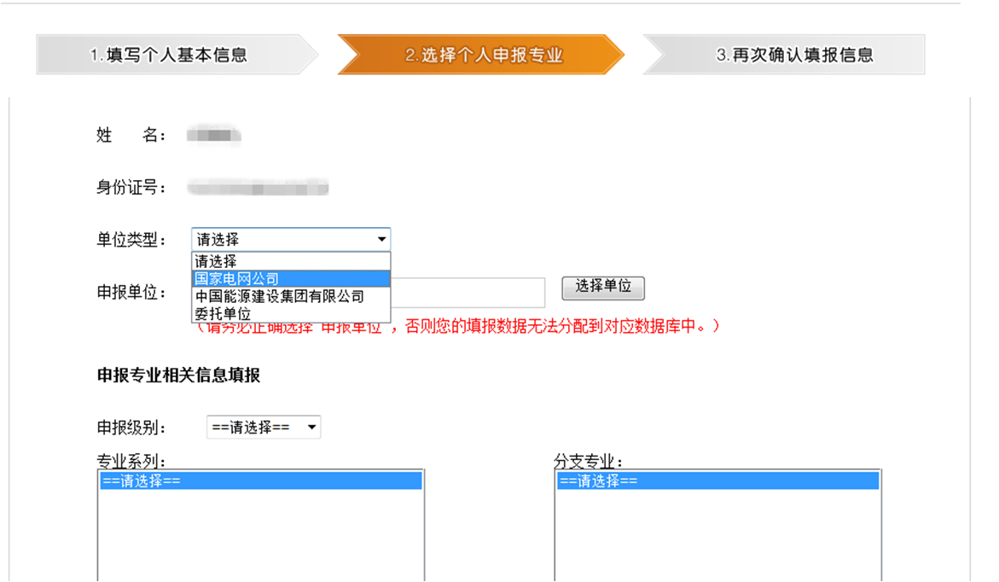 1.填写个人基本信息
2.选择个人申报专业
3.再次确认填报信息
姓 名：
身份证号：
单位类型：
请选择
请选择
国家电网公司
中国能源建设集团有限公司
委托单位
申报单位：
选择单位
（请务必正确选择"申报单位"，否则您的填报数据无法分配到对应数据库中。）
申报专业相关信息填报
申报级别：
==请选择==
专业系列：
分支专业：
==请选择==
==请选择==